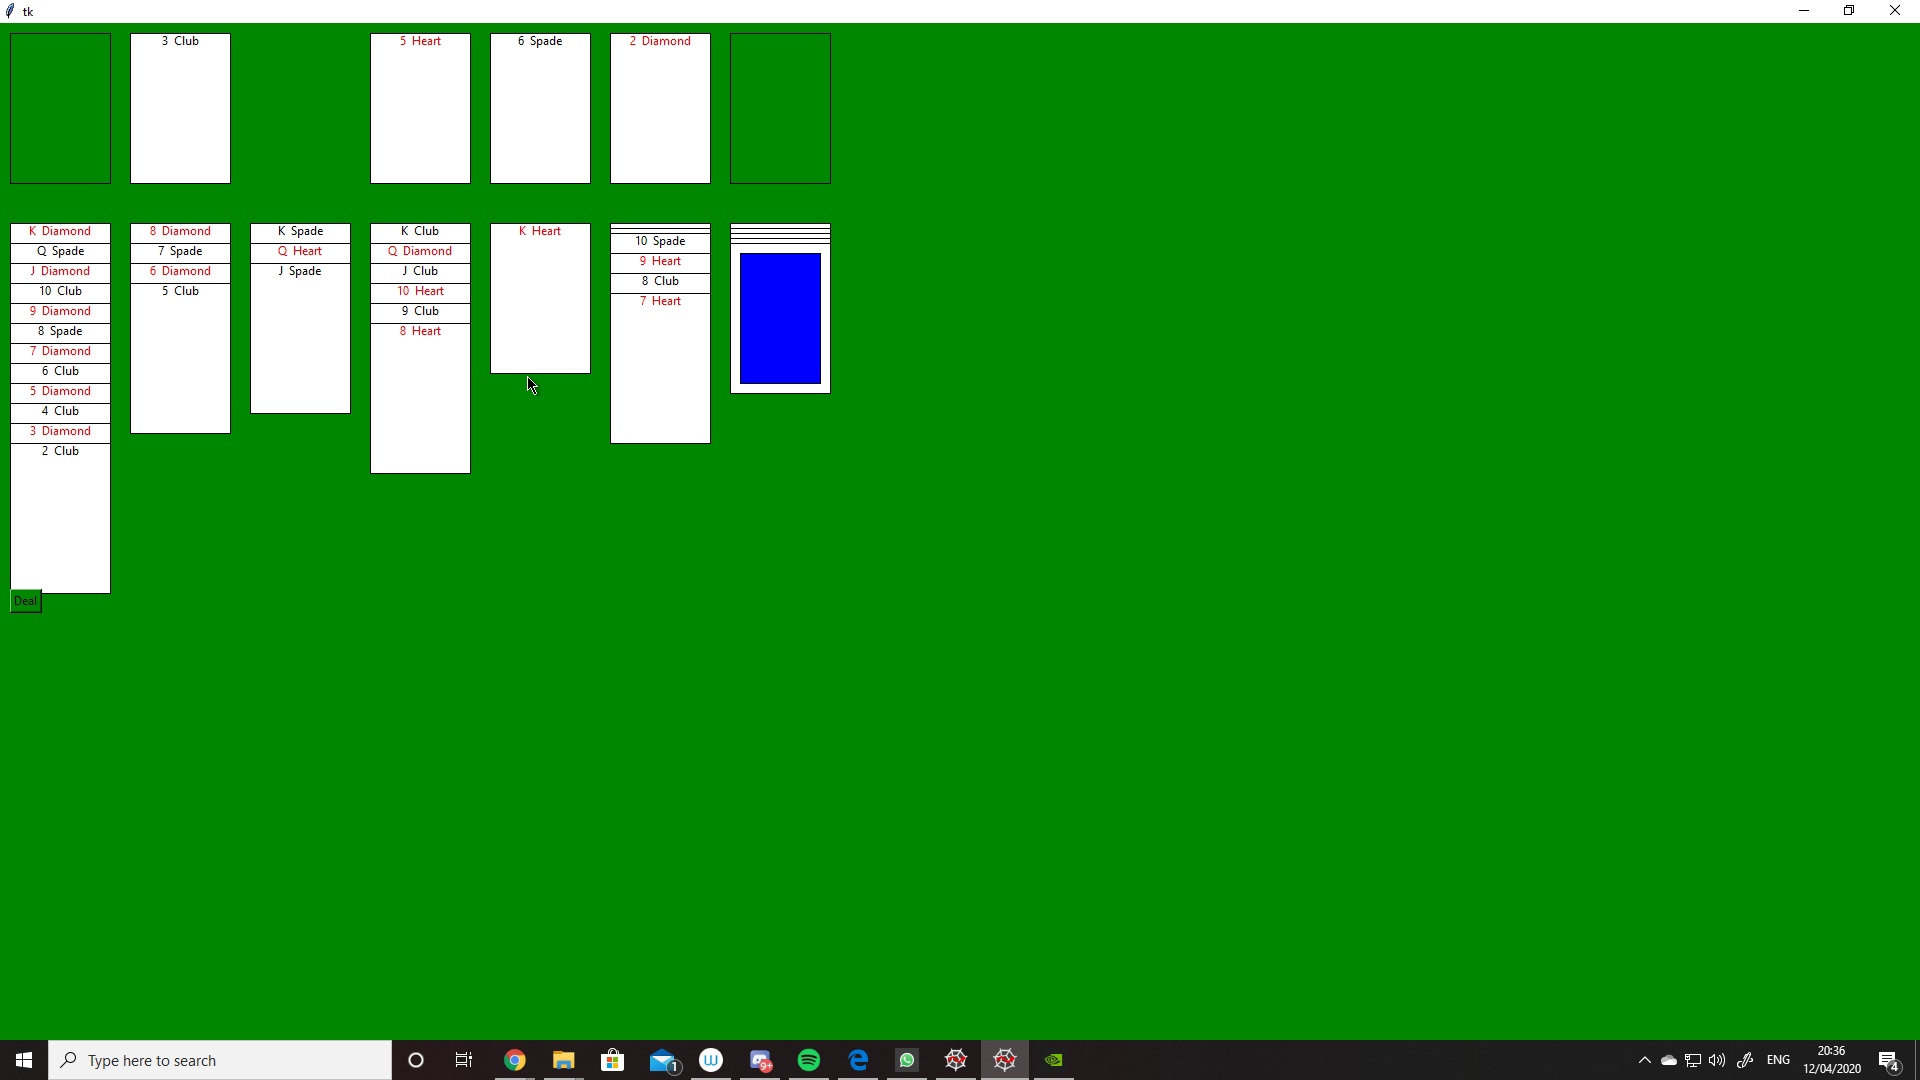 tk
3 Club
5 Heart
6 Spade
2 Diamond
K Diamond
Q Spade
J Diamond
10 Club
9 Diamond
8 Spade
7 Diamond
6 Club
5 Diamond
4 Club
3 Diamond
2 Club
8 Diamond
7 Spade
6 Diamond
5 Club
K Spade
Q Heart
J Spade
K Club
Q Diamond
J Club
10 Heart
9 Club
8 Heart
K Heart
10 Spade
9 Heart
8 Club
7 Heart
Deal
Type here to search
1
W
9+
ENG
20:36
12/04/2020
4